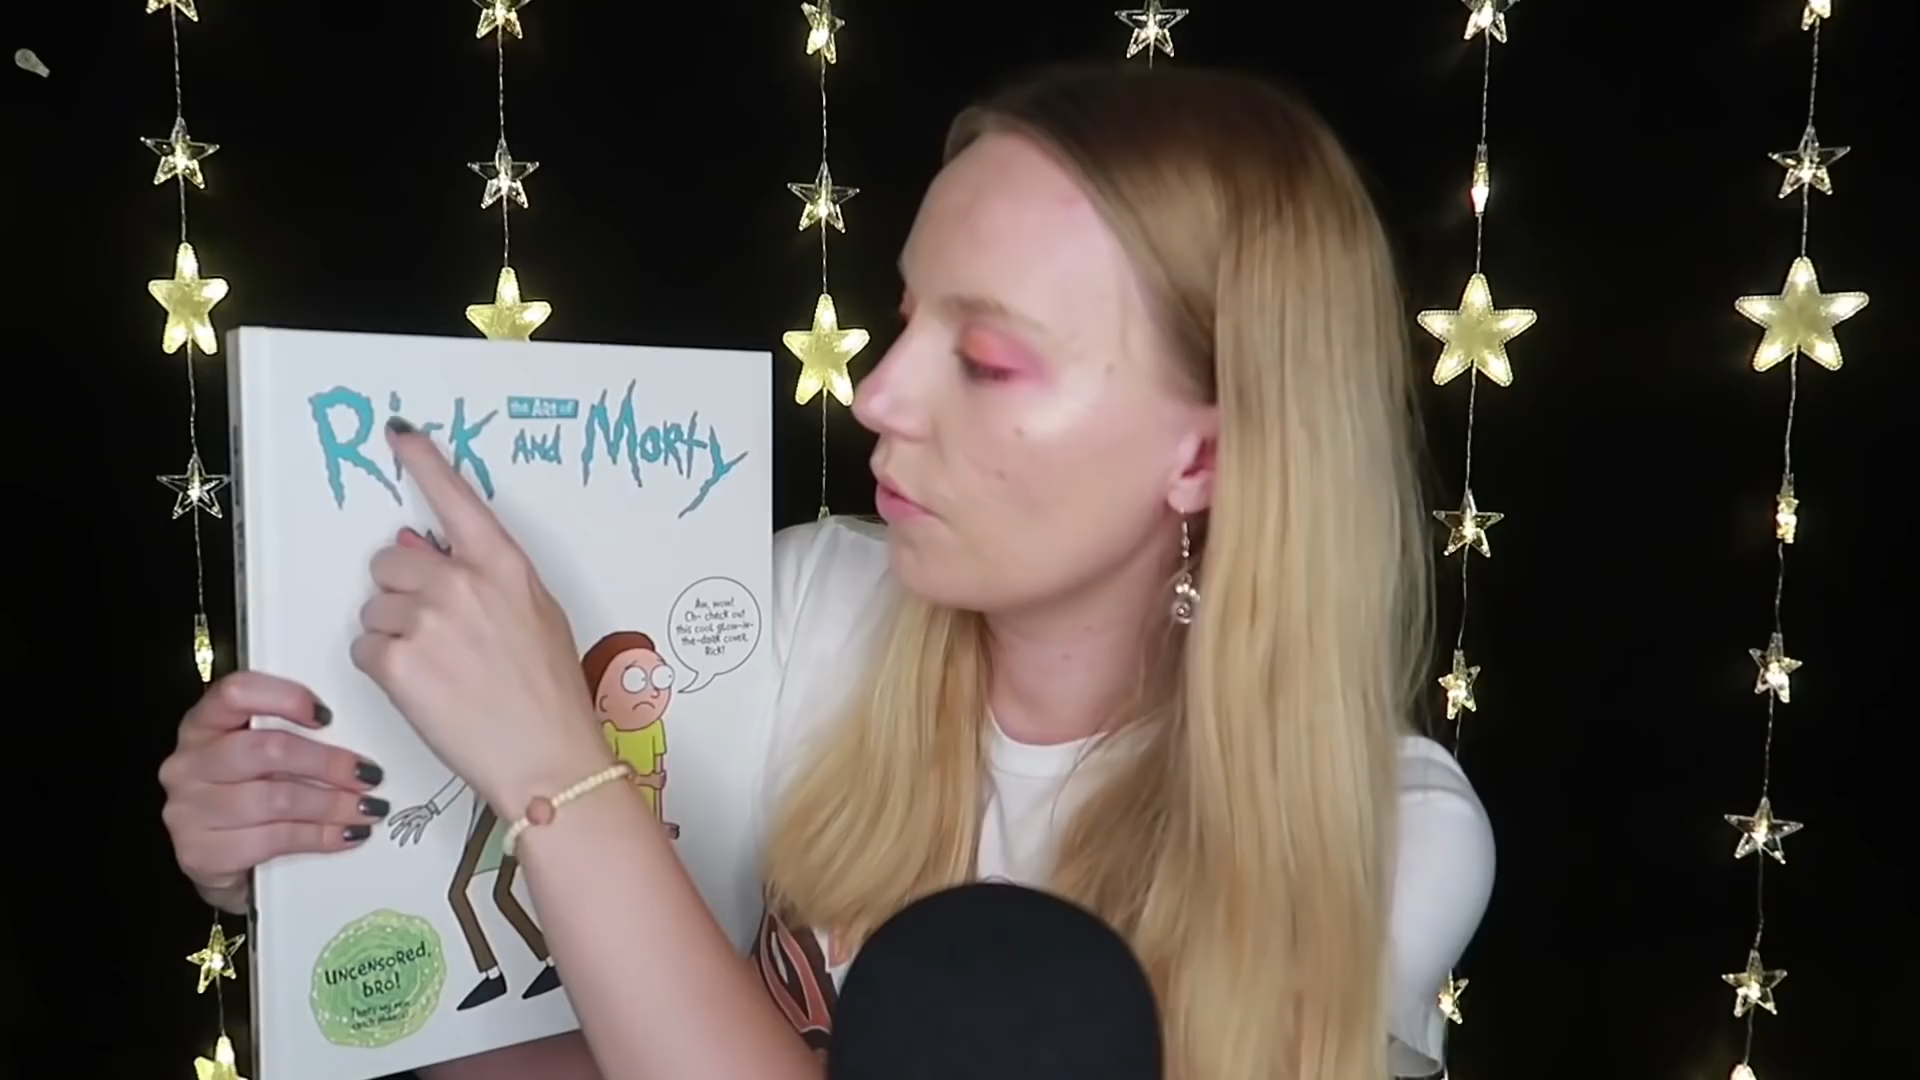 Rick and Morty
the ART of
Aw, wow!
Ch- check out
this cool glow-in-
the-dark cover,
Rick!
UNCENSORED,
bRo!